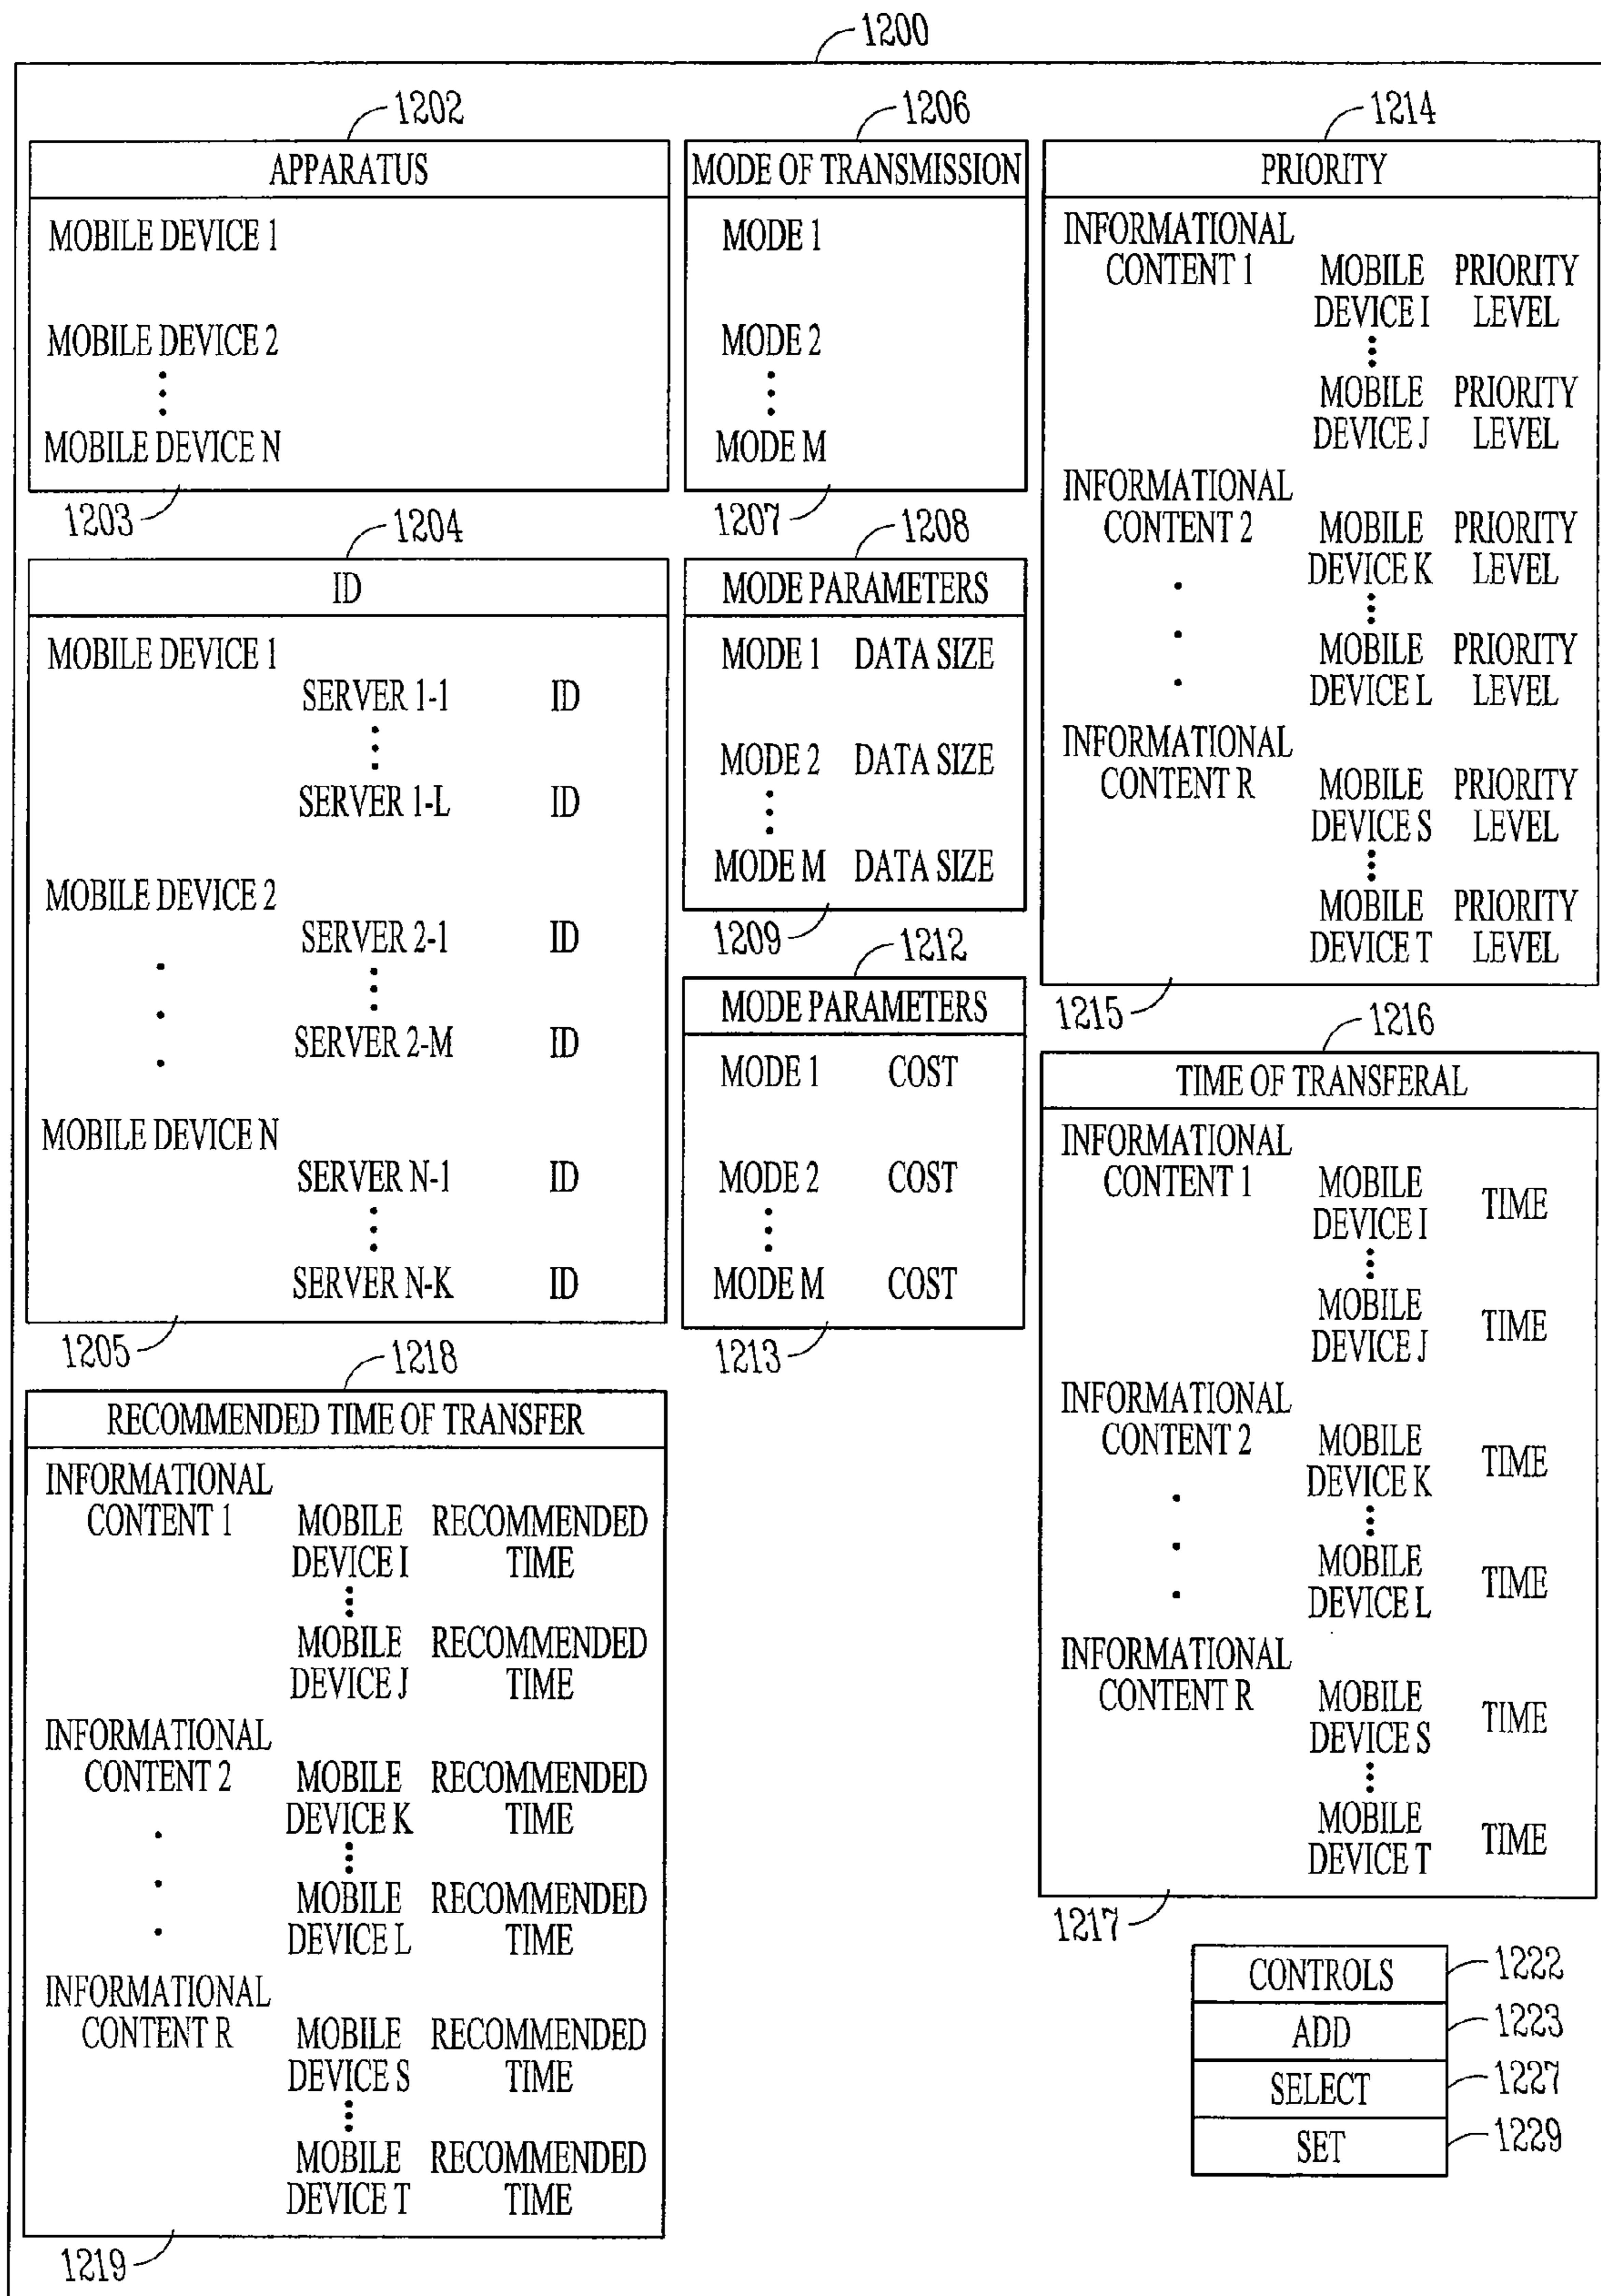 1200
1202
APPARATUS
MOBILE DEVICE 1
MOBILE DEVICE 2
MOBILE DEVICE N
1203
1204
ID
MOBILE DEVICE 1
SERVER 1-1 ID
SERVER 1-L ID
MOBILE DEVICE 2
SERVER 2-1 ID
SERVER 2-M ID
MOBILE DEVICE N
SERVER N-1 ID
SERVER N-K ID
1205
1218
RECOMMENDED TIME OF TRANSFER
INFORMATIONAL
CONTENT 1 MOBILE RECOMMENDED
DEVICE I TIME
MOBILE RECOMMENDED
DEVICE J TIME
INFORMATIONAL
CONTENT 2 MOBILE RECOMMENDED
DEVICE K TIME
MOBILE RECOMMENDED
DEVICE L TIME
INFORMATIONAL
CONTENT R MOBILE RECOMMENDED
DEVICE S TIME
MOBILE RECOMMENDED
DEVICE T TIME
1219
1206
MODE OF TRANSMISSION
MODE 1
MODE 2
MODE M
1207
1208
MODE PARAMETERS
MODE 1 DATA SIZE
MODE 2 DATA SIZE
MODE M DATA SIZE
1209
1212
MODE PARAMETERS
MODE 1 COST
MODE 2 COST
MODE M COST
1213
1214
PRIORITY
INFORMATIONAL
CONTENT 1 MOBILE PRIORITY
DEVICE I LEVEL
MOBILE PRIORITY
DEVICE J LEVEL
INFORMATIONAL
CONTENT 2 MOBILE PRIORITY
DEVICE K LEVEL
MOBILE PRIORITY
DEVICE L LEVEL
INFORMATIONAL
CONTENT R MOBILE PRIORITY
DEVICE S LEVEL
MOBILE PRIORITY
DEVICE T LEVEL
1215
1216
TIME OF TRANSFERAL
INFORMATIONAL
CONTENT 1 MOBILE
DEVICE I TIME
MOBILE
DEVICE J TIME
INFORMATIONAL
CONTENT 2 MOBILE
DEVICE K TIME
MOBILE
DEVICE L TIME
INFORMATIONAL
CONTENT R MOBILE
DEVICE S TIME
MOBILE
DEVICE T TIME
1217
CONTROLS 1222
ADD 1223
SELECT 1227
SET 1229